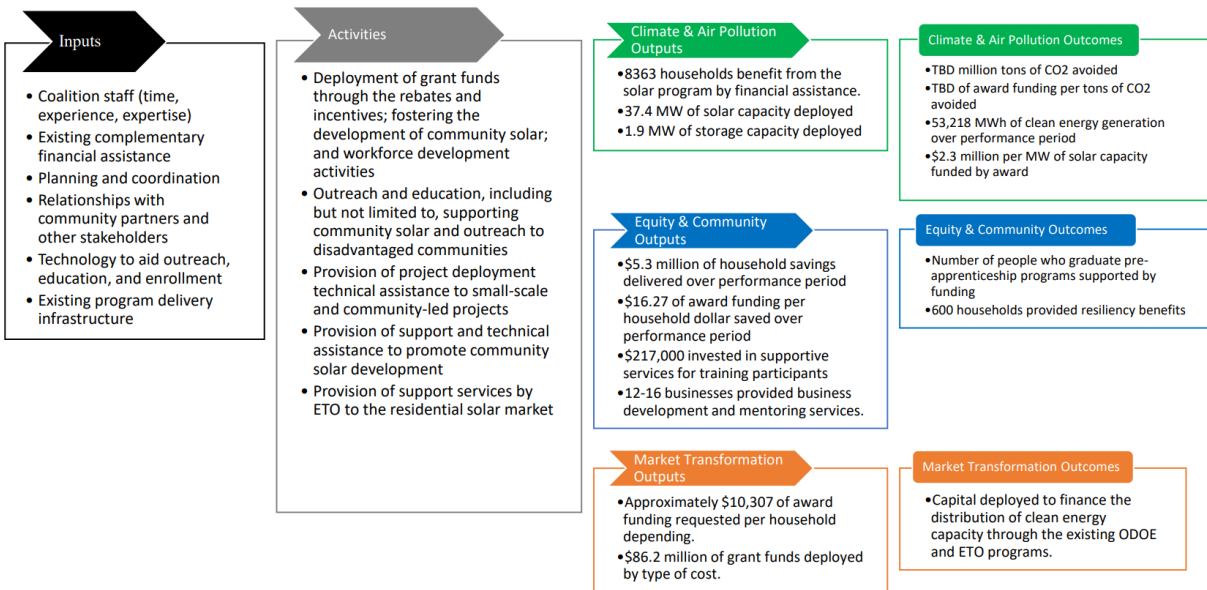 Inputs
• Coalition staff (time,
experience, expertise)
• Existing complementary
financial assistance
• Planning and coordination
• Relationships with
community partners and
other stakeholders
• Technology to aid outreach,
education, and enrollment
• Existing program delivery
infrastructure
Activities
• Deployment of grant funds
through the rebates and
incentives; fostering the
development of community solar;
and workforce development
activities
• Outreach and education, including
but not limited to, supporting
community solar and outreach to
disadvantaged communities
• Provision of project deployment
technical assistance to small-scale
and community-led projects
• Provision of support and technical
assistance to promote community
solar development
• Provision of support services by
ETO to the residential solar market
Climate & Air Pollution
Outputs
•8363 households benefit from the
solar program by financial assistance.
•37.4 MW of solar capacity deployed
•1.9 MW of storage capacity deployed
Climate & Air Pollution Outcomes
•TBD million tons of CO2 avoided
•TBD of award funding per tons of CO2
avoided
•53,218 MWh of clean energy generation
over performance period
•$2.3 million per MW of solar capacity
funded by award
Equity & Community
Outputs
•$5.3 million of household savings
delivered over performance period
•$16.27 of award funding per
household dollar saved over
performance period
•$217,000 invested in supportive
services for training participants
•12-16 businesses provided business
development and mentoring services.
Equity & Community Outcomes
•Number of people who graduate pre-
apprenticeship programs supported by
funding
•600 households provided resiliency benefits
Market Transformation
Outputs
•Approximately $10,307 of award
funding requested per household
depending.
•$86.2 million of grant funds deployed
by type of cost.
Market Transformation Outcomes
•Capital deployed to finance the
distribution of clean energy
capacity through the existing ODOE
and ETO programs.